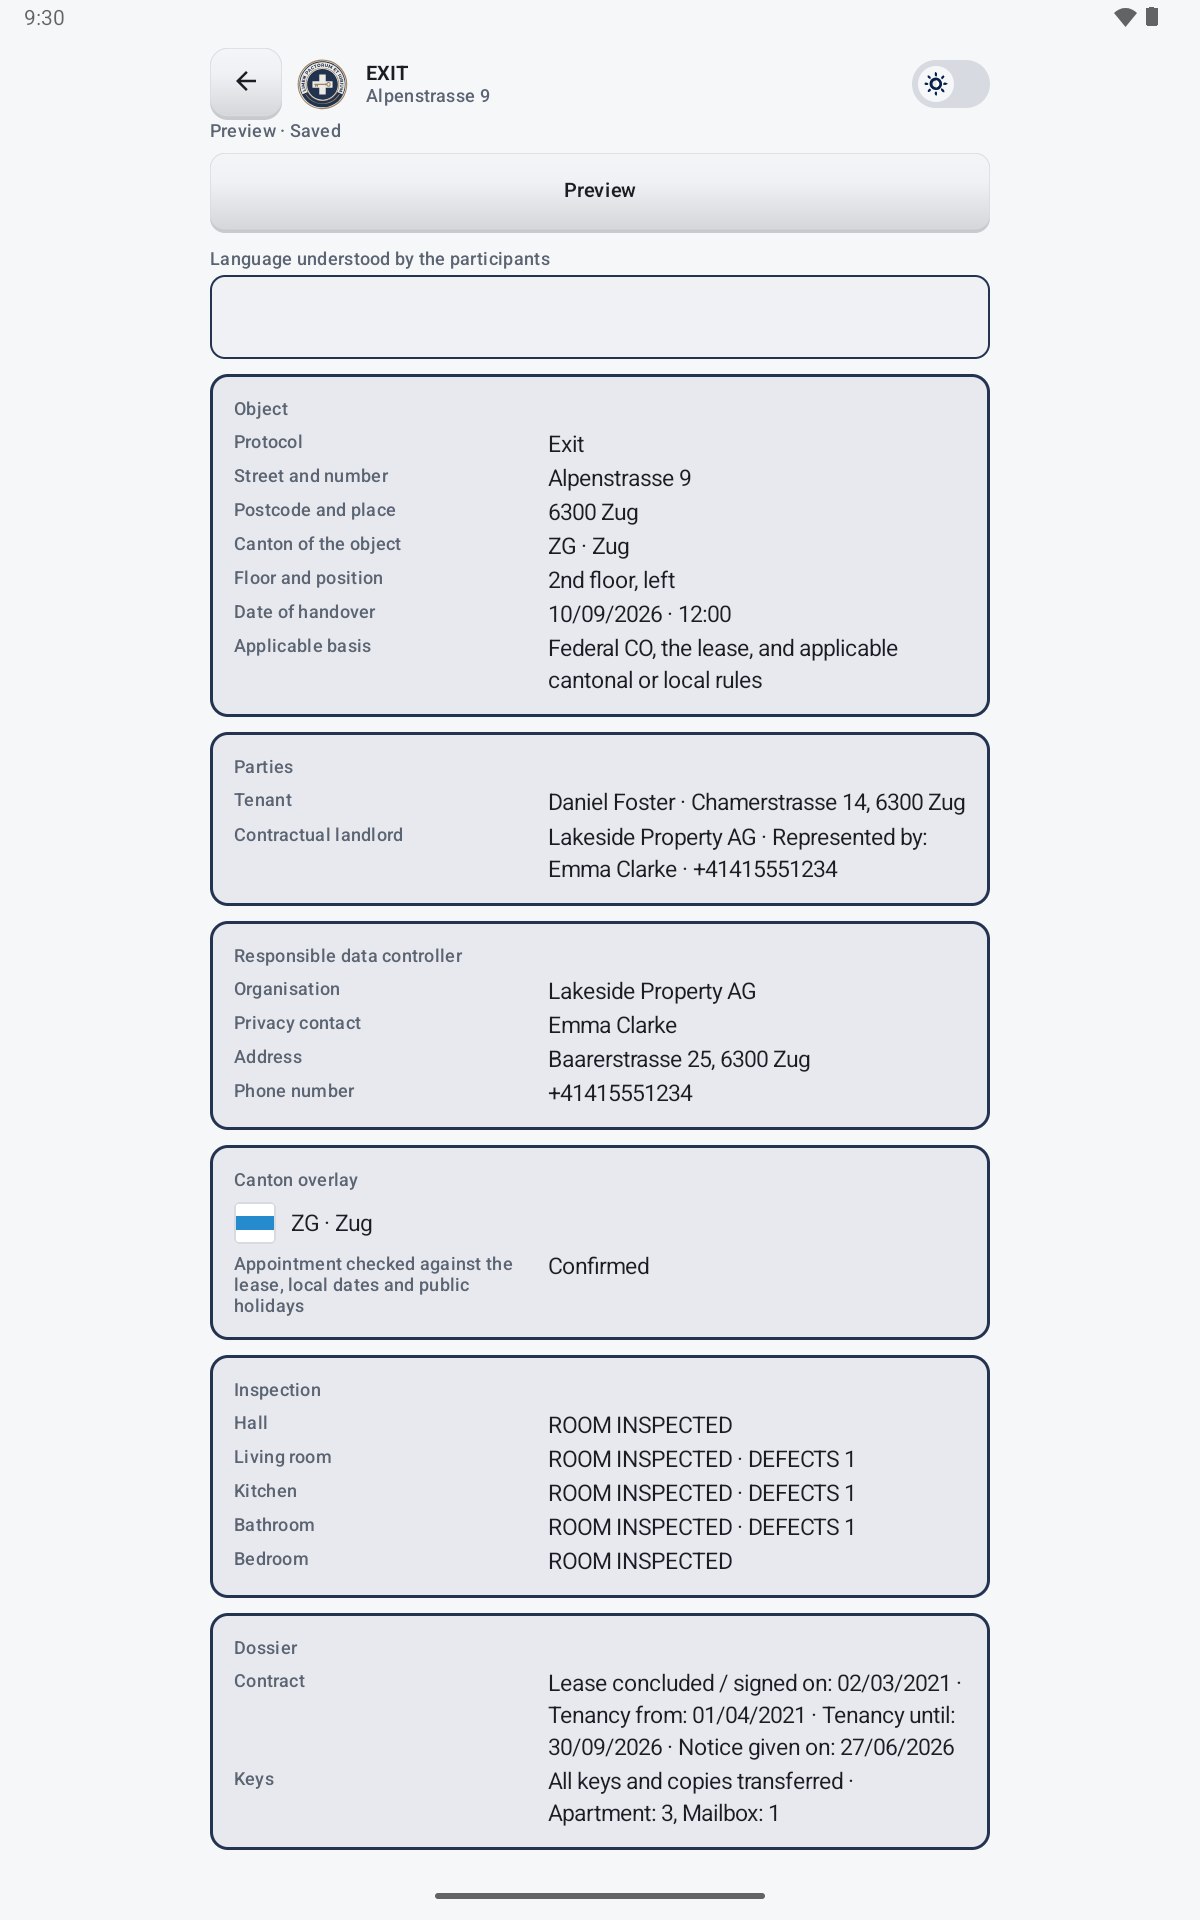 9:30
EXIT
Alpenstrasse 9
Preview · Saved
Preview
Language understood by the participants
Object
Protocol Exit
Street and number Alpenstrasse 9
Postcode and place 6300 Zug
Canton of the object ZG · Zug
Floor and position 2nd floor, left
Date of handover 10/09/2026 · 12:00
Applicable basis Federal CO, the lease, and applicable
cantonal or local rules
Parties
Tenant Daniel Foster · Chamerstrasse 14, 6300 Zug
Contractual landlord Lakeside Property AG · Represented by:
Emma Clarke · +41415551234
Responsible data controller
Organisation Lakeside Property AG
Privacy contact Emma Clarke
Address Baarerstrasse 25, 6300 Zug
Phone number +41415551234
Canton overlay
ZG · Zug
Appointment checked against the Confirmed
lease, local dates and public
holidays
Inspection
Hall ROOM INSPECTED
Living room ROOM INSPECTED · DEFECTS 1
Kitchen ROOM INSPECTED · DEFECTS 1
Bathroom ROOM INSPECTED · DEFECTS 1
Bedroom ROOM INSPECTED
Dossier
Contract Lease concluded / signed on: 02/03/2021 ·
Tenancy from: 01/04/2021 · Tenancy until:
30/09/2026 · Notice given on: 27/06/2026
Keys All keys and copies transferred ·
Apartment: 3, Mailbox: 1